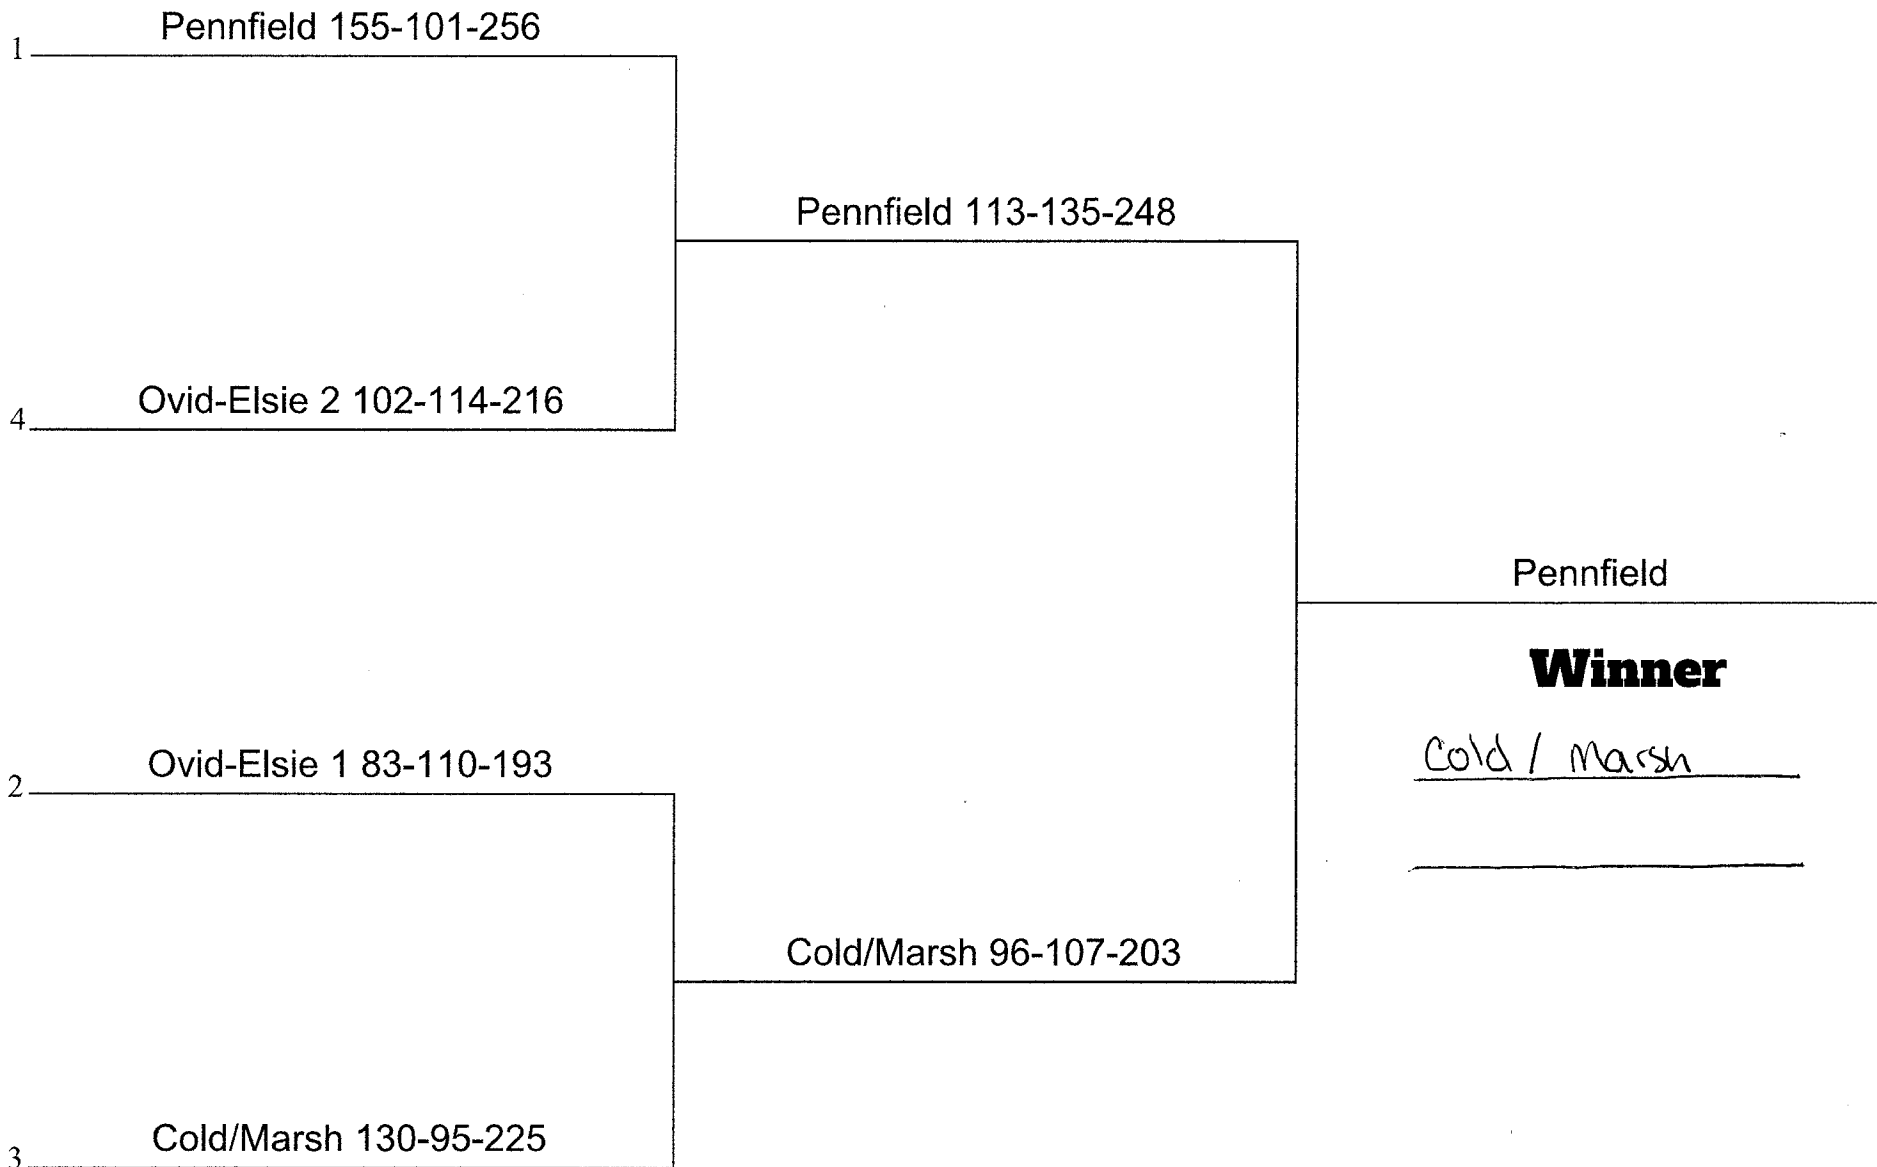 Pennfield 155-101-256
1
Pennfield 113-135-248
Ovid-Elsie 2 102-114-216
4
Pennfield
Winner
Ovid-Elsie 1 83-110-193
2
Cold / Marsh
Cold/Marsh 96-107-203
Cold/Marsh 130-95-225
3